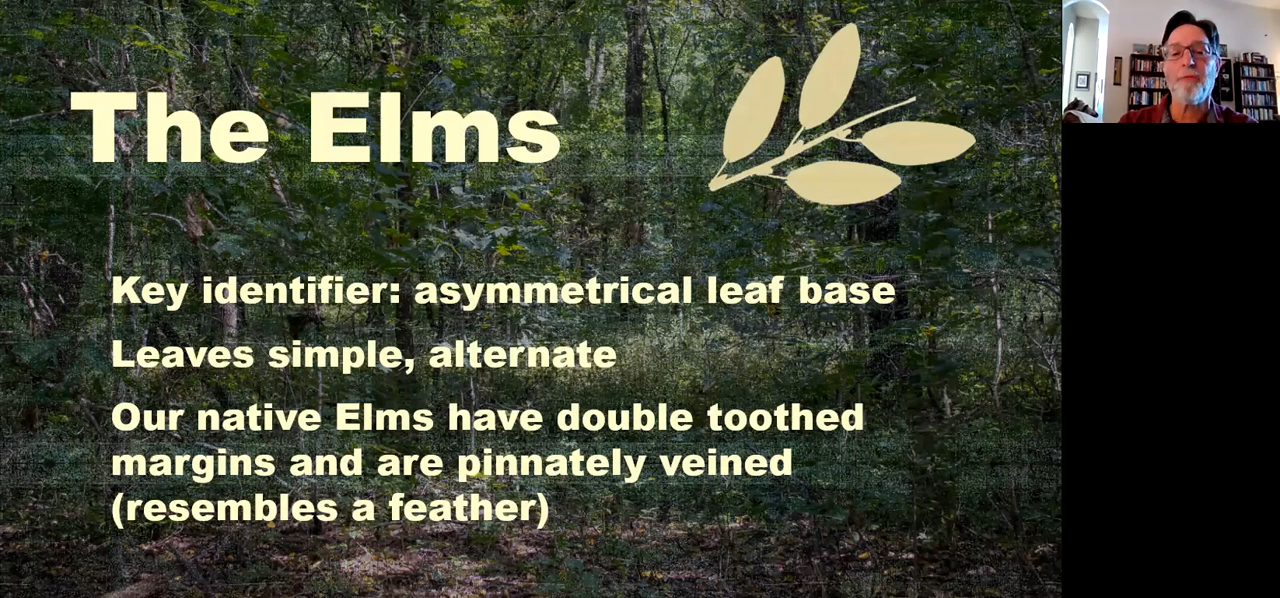 The Elms
Key identifier: asymmetrical leaf base
Leaves simple, alternate
Our native Elms have double toothed
margins and are pinnately veined
(resembles a feather)